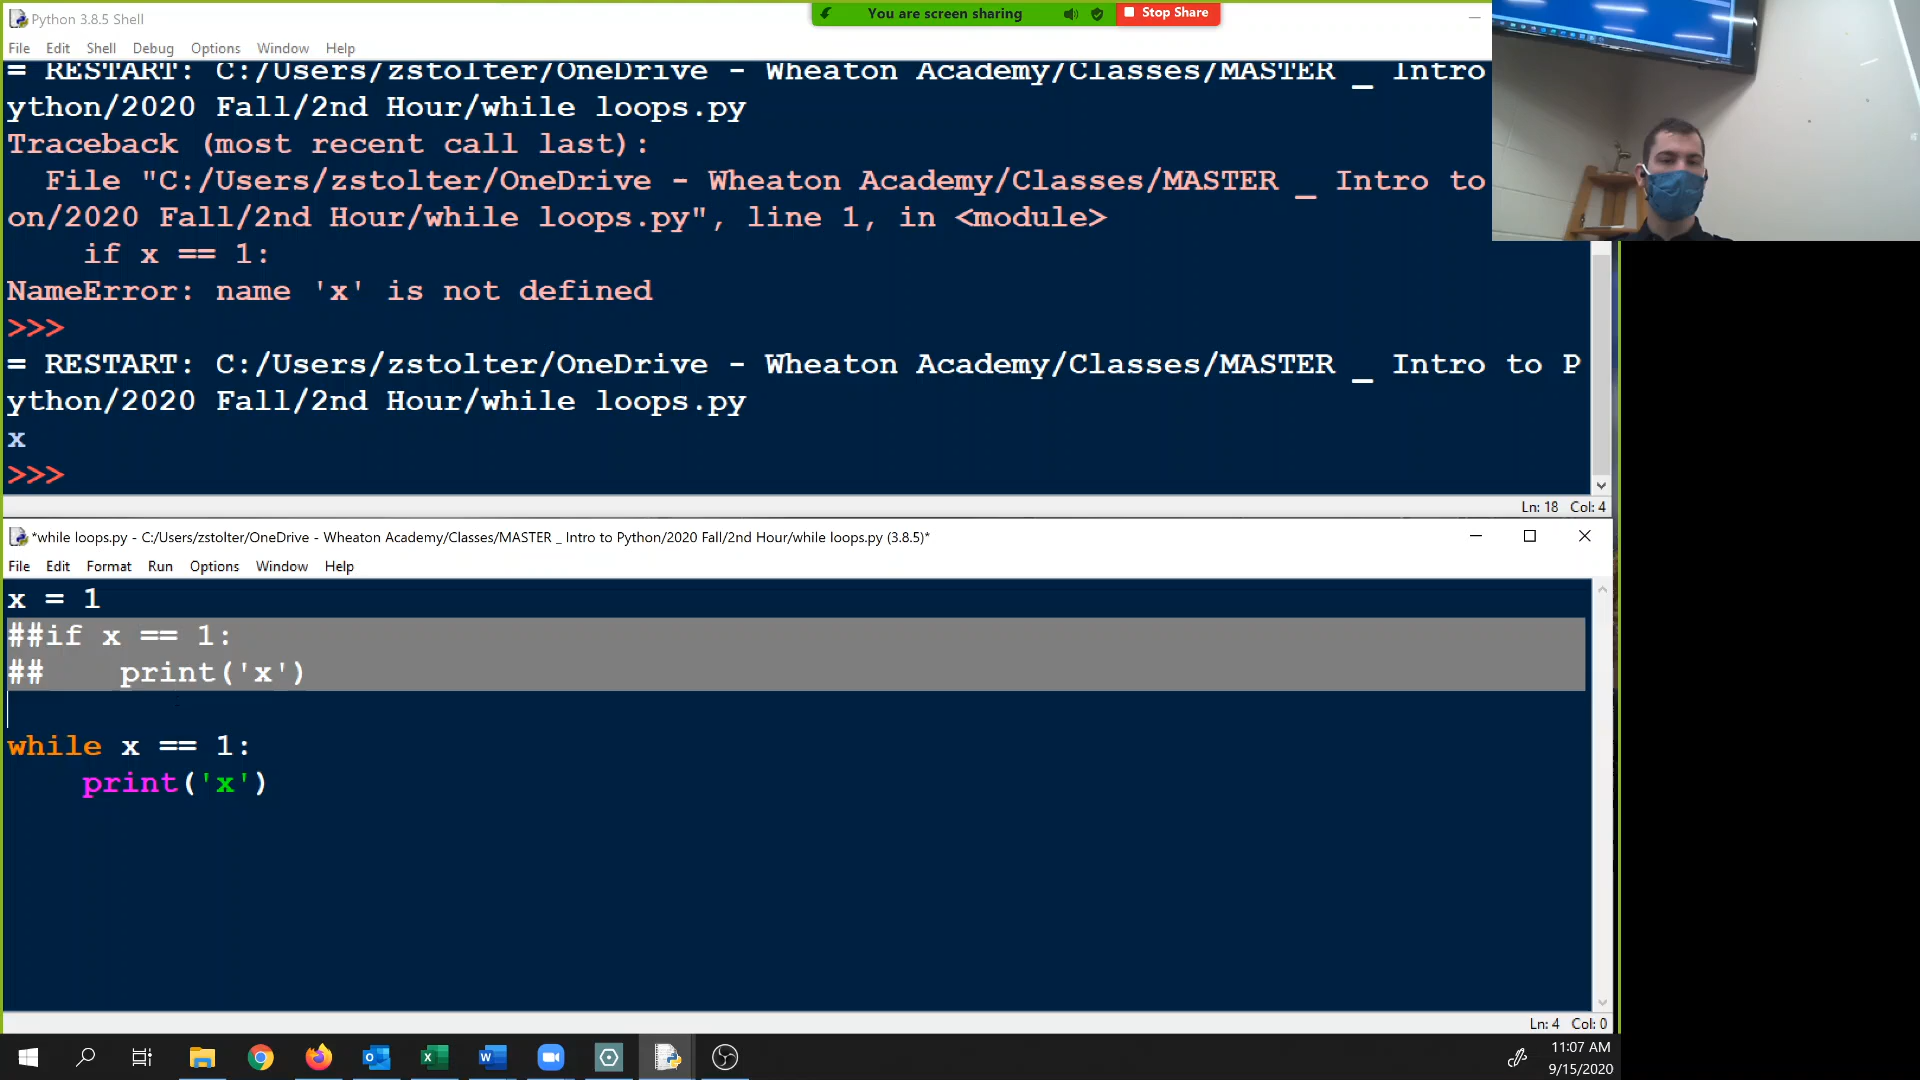 Python 3.8.5 Shell
You are screen sharing
Stop Share
File Edit Shell Debug Options Window Help
= RESTART: C:/Users/zstolter/OneDrive - Wheaton Academy/Classes/MASTER _ Intro
ython/2020 Fall/2nd Hour/while loops.py
Traceback (most recent call last):
File "C:/Users/zstolter/OneDrive - Wheaton Academy/Classes/MASTER _ Intro to
on/2020 Fall/2nd Hour/while loops.py", line 1, in <module>
if x == 1:
NameError: name 'x' is not defined
>>>
= RESTART: C:/Users/zstolter/OneDrive - Wheaton Academy/Classes/MASTER _ Intro to P
ython/2020 Fall/2nd Hour/while loops.py
x
>>>
Ln: 18 Col: 4
*while loops.py - C:/Users/zstolter/OneDrive - Wheaton Academy/Classes/MASTER _ Intro to Python/2020 Fall/2nd Hour/while loops.py (3.8.5)*
File Edit Format Run Options Window Help
x = 1
##if x == 1:
##    print('x')
while x == 1:
print('x')
Ln: 4 Col: 0
11:07 AM
9/15/2020